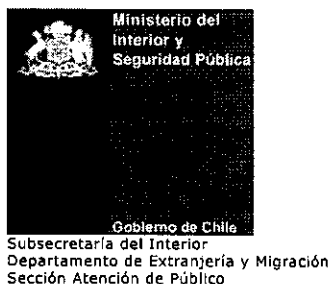 Ministerio del
Interior y
Seguridad Pública
Gobierno de Chile
Subsecretaría del Interior
Departamento de Extranjería y Migración
Sección Atención de Público